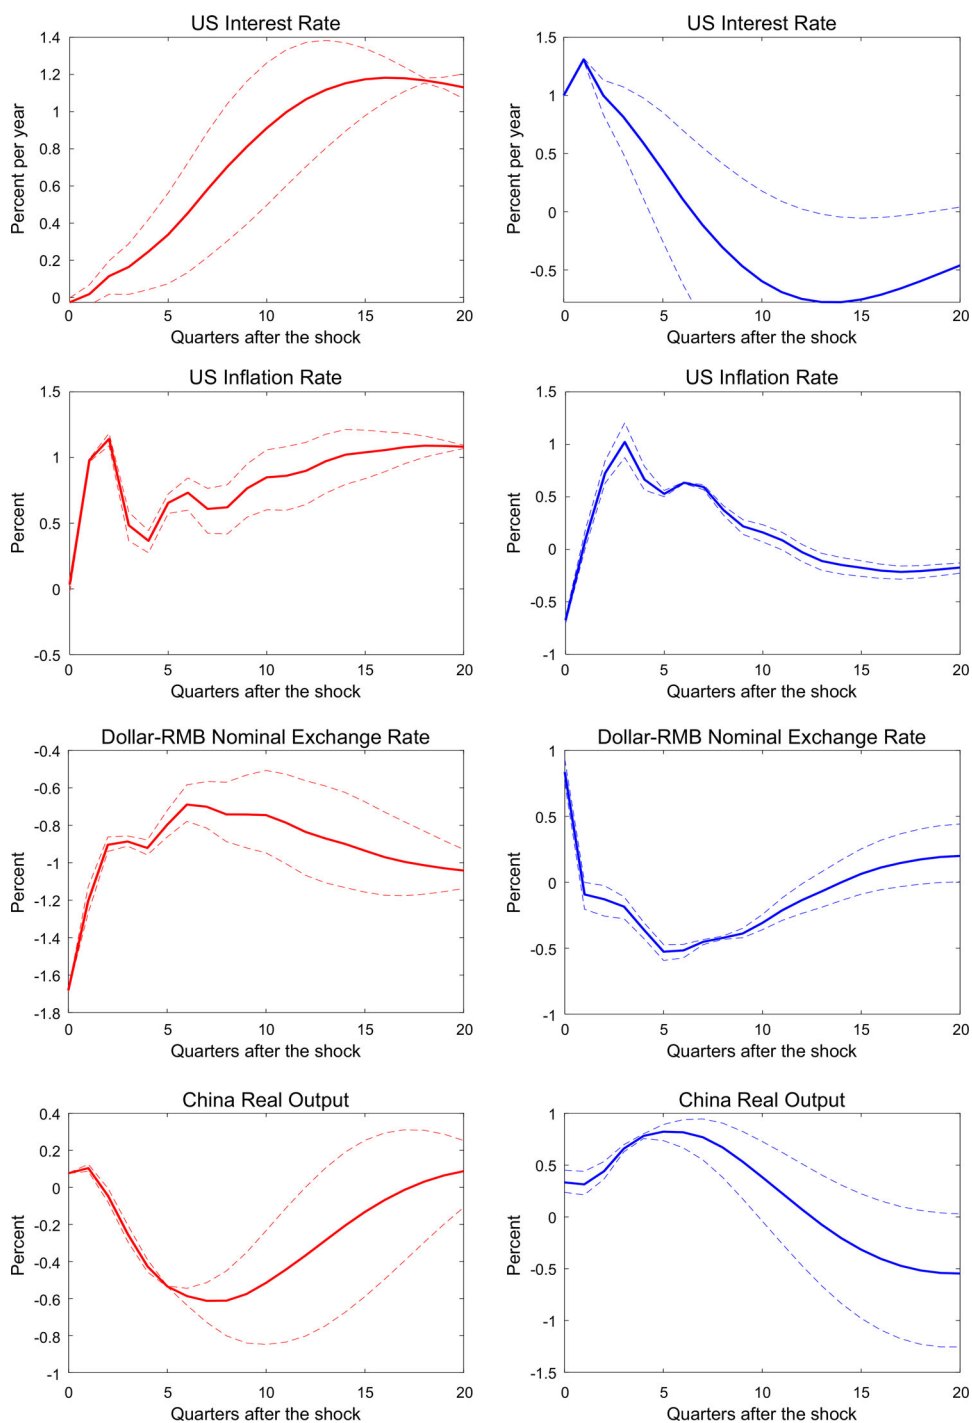 US Interest Rate
Percent per year
1.4
1.2
1
0.8
0.6
0.4
0.2
0
0 5 10 15 20
Quarters after the shock
US Interest Rate
Percent per year
1.5
1
0.5
0
-0.5
0 5 10 15 20
Quarters after the shock
US Inflation Rate
Percent
1.5
1
0.5
0
-0.5
0 5 10 15 20
Quarters after the shock
US Inflation Rate
Percent
1.5
1
0.5
0
-0.5
-1
0 5 10 15 20
Quarters after the shock
Dollar-RMB Nominal Exchange Rate
Percent
-0.4
-0.6
-0.8
-1
-1.2
-1.4
-1.6
-1.8
0 5 10 15 20
Quarters after the shock
Dollar-RMB Nominal Exchange Rate
Percent
1
0.5
0
-0.5
-1
0 5 10 15 20
Quarters after the shock
China Real Output
Percent
0.4
0.2
0
-0.2
-0.4
-0.6
-0.8
-1
0 5 10 15 20
Quarters after the shock
China Real Output
Percent
1
0.5
0
-0.5
-1
-1.5
0 5 10 15 20
Quarters after the shock